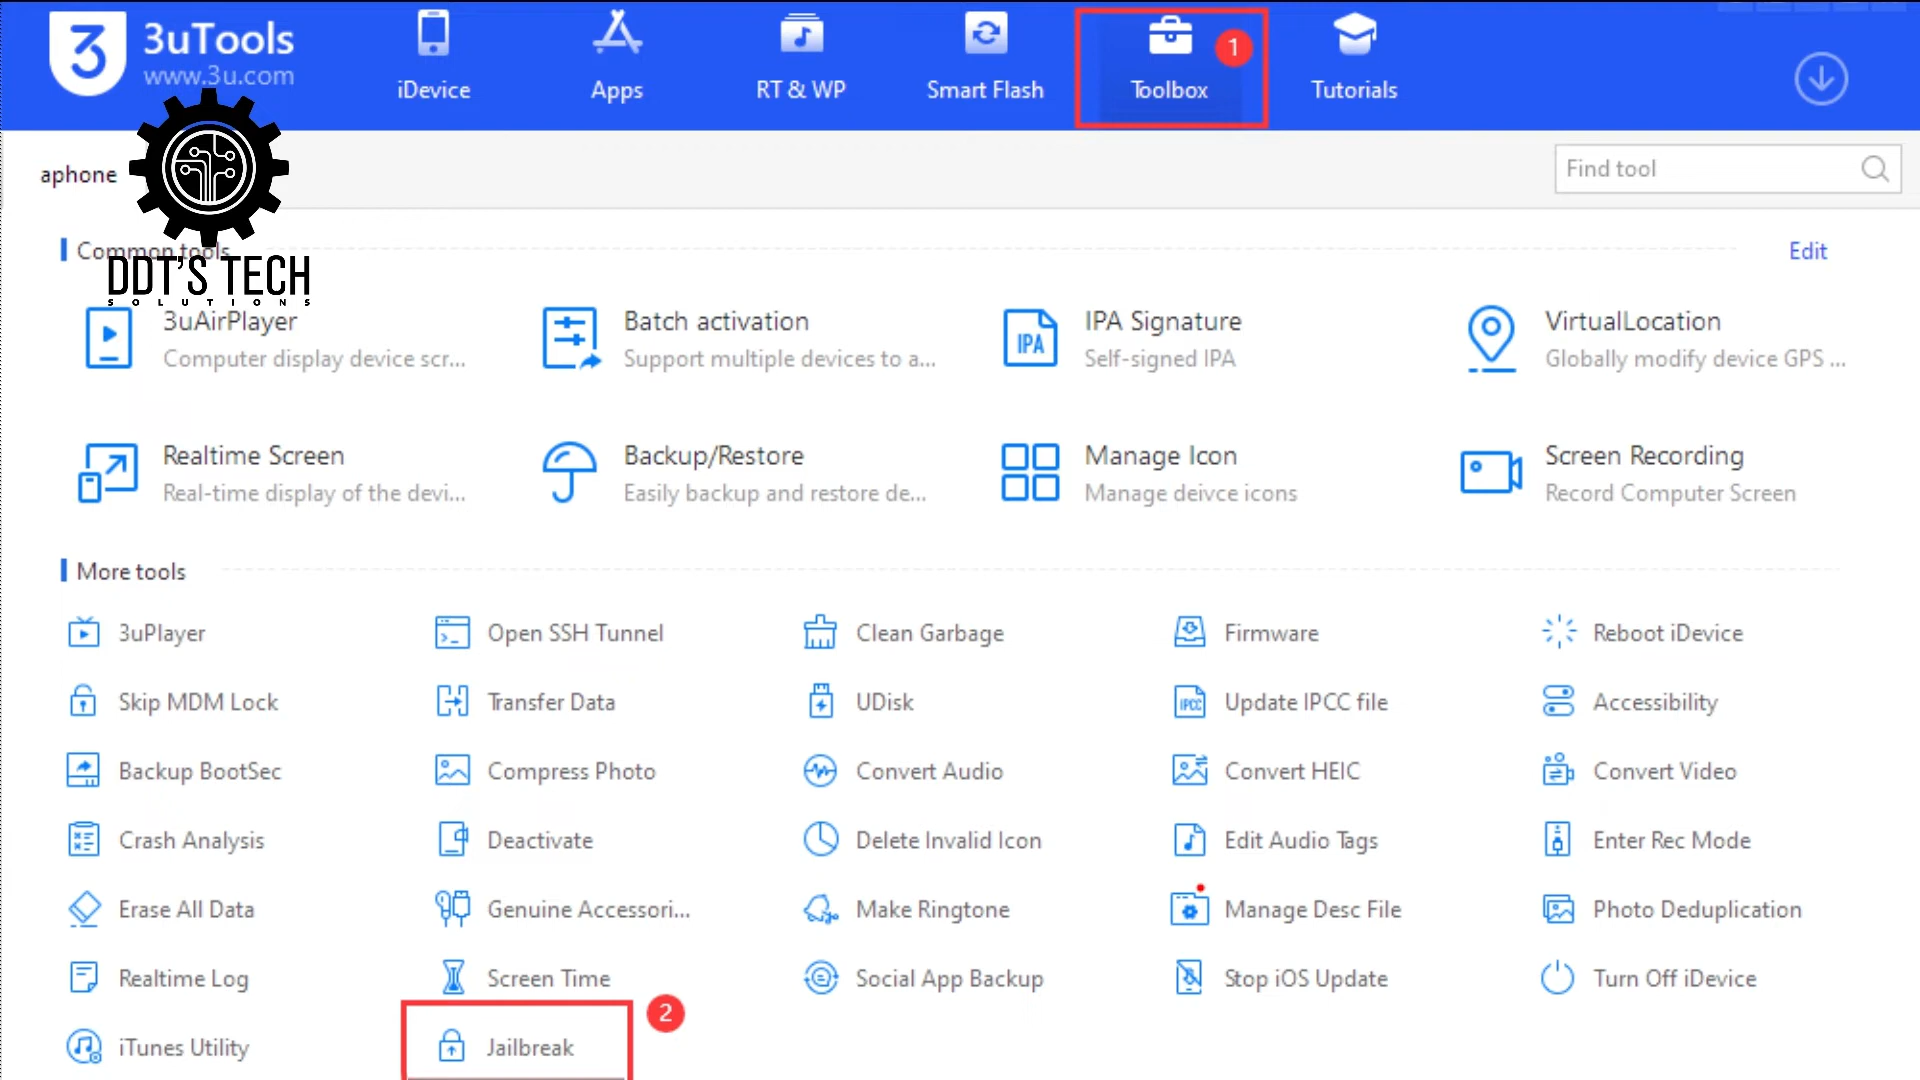 3 3uTools
www.3u.com
iDevice
Apps
RT & WP
Smart Flash
Toolbox
1
Tutorials
aphone
Find tool
Common tools
Edit
DDT'S TECH
SOLUTIONS
3uAirPlayer
Computer display device scr...
Batch activation
Support multiple devices to a...
IPA
IPA Signature
Self-signed IPA
VirtualLocation
Globally modify device GPS ...
Realtime Screen
Real-time display of the devi...
Backup/Restore
Easily backup and restore de...
Manage Icon
Manage deivce icons
Screen Recording
Record Computer Screen
More tools
3uPlayer
Open SSH Tunnel
Clean Garbage
Firmware
Reboot iDevice
Skip MDM Lock
Transfer Data
UDisk
IPCC
Update IPCC file
Accessibility
Backup BootSec
Compress Photo
Convert Audio
Convert HEIC
Convert Video
Crash Analysis
Deactivate
Delete Invalid Icon
Edit Audio Tags
Enter Rec Mode
Erase All Data
Genuine Accessori...
Make Ringtone
Manage Desc File
Photo Deduplication
Realtime Log
Screen Time
Social App Backup
Stop iOS Update
Turn Off iDevice
iTunes Utility
Jailbreak
2